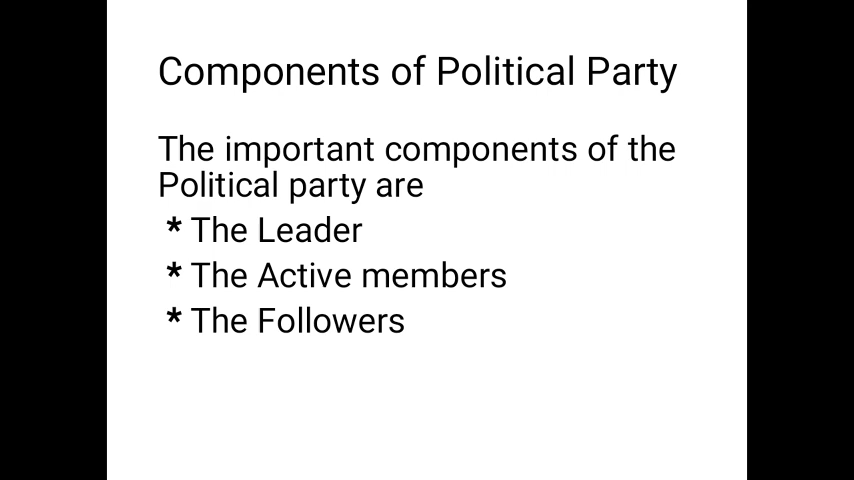 Components of Political Party
The important components of the
Political party are
* The Leader
* The Active members
* The Followers